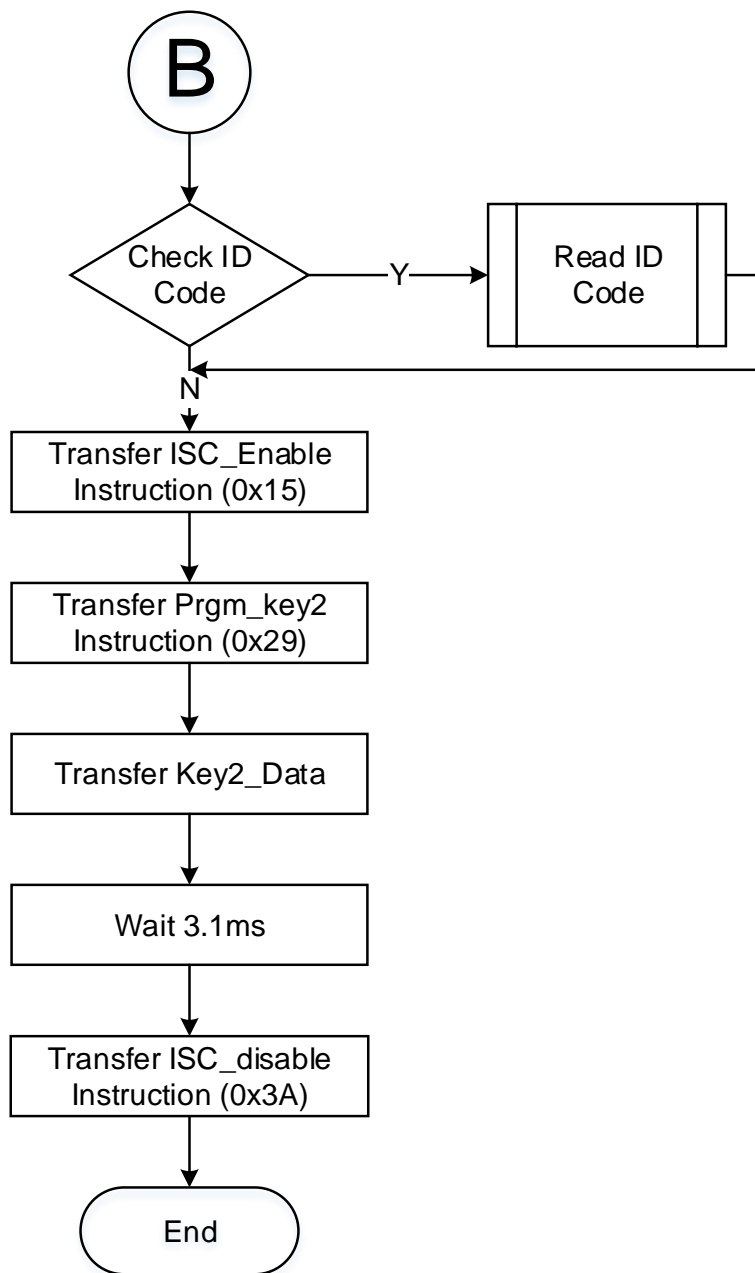 B
Check ID
Code
Y
Read ID
Code
N
Transfer ISC_Enable
Instruction (0x15)
Transfer Prgm_key2
Instruction (0x29)
Transfer Key2_Data
Wait 3.1ms
Transfer ISC_disable
Instruction (0x3A)
End